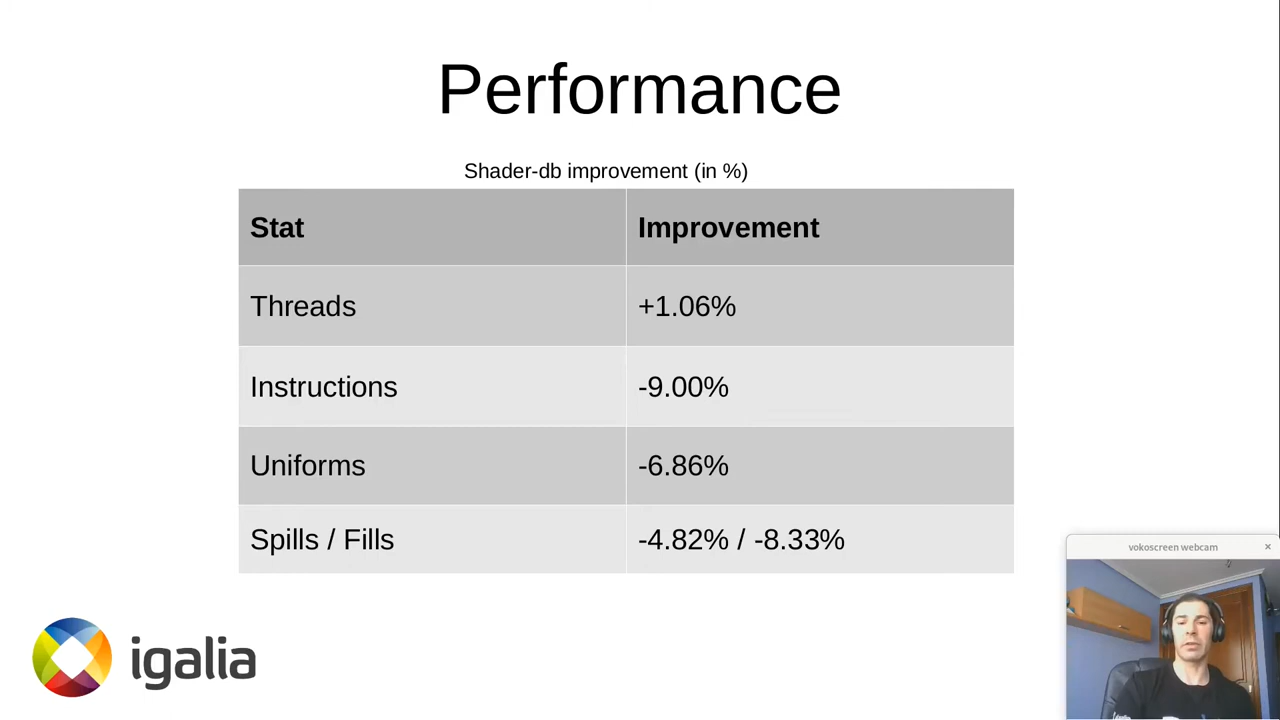 Performance
Shader-db improvement (in %)
Stat Improvement
Threads +1.06%
Instructions -9.00%
Uniforms -6.86%
Spills / Fills -4.82% / -8.33%
vokoscreen webcam ×
igalia